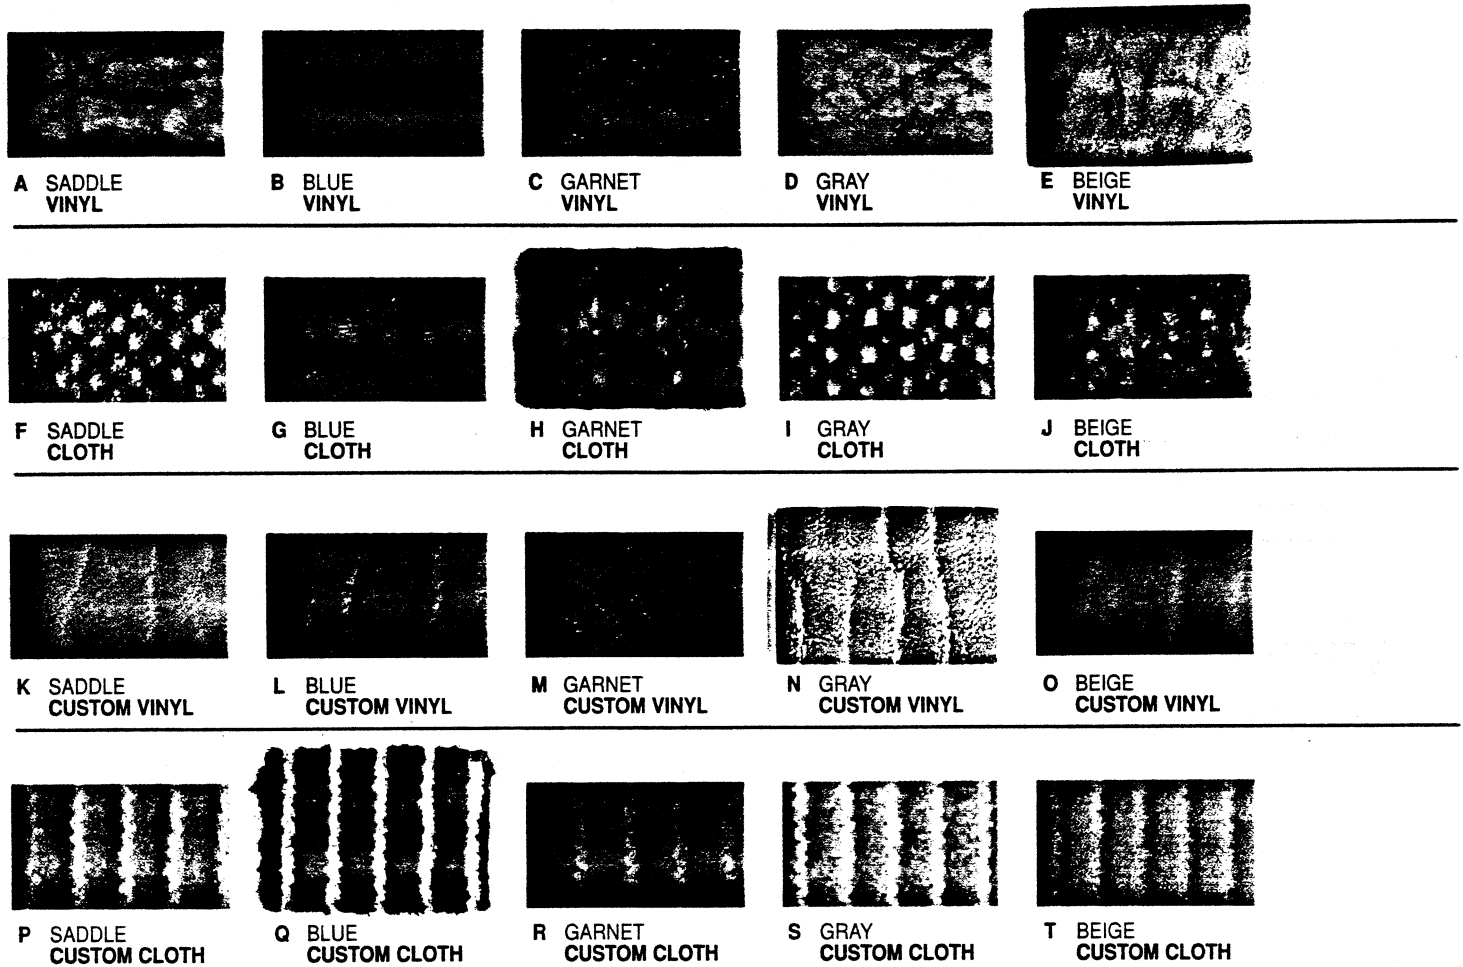 A SADDLE
VINYL
B BLUE
VINYL
C GARNET
VINYL
D GRAY
VINYL
E BEIGE
VINYL
F SADDLE
CLOTH
G BLUE
CLOTH
H GARNET
CLOTH
I GRAY
CLOTH
J BEIGE
CLOTH
K SADDLE
CUSTOM VINYL
L BLUE
CUSTOM VINYL
M GARNET
CUSTOM VINYL
N GRAY
CUSTOM VINYL
O BEIGE
CUSTOM VINYL
P SADDLE
CUSTOM CLOTH
Q BLUE
CUSTOM CLOTH
R GARNET
CUSTOM CLOTH
S GRAY
CUSTOM CLOTH
T BEIGE
CUSTOM CLOTH